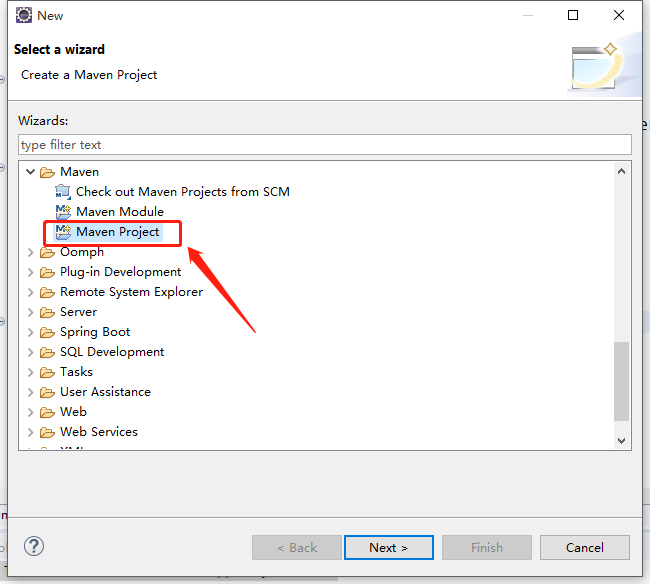 New
Select a wizard
Create a Maven Project
Wizards:
type filter text
Maven
Check out Maven Projects from SCM
Maven Module
Maven Project
Oomph
Plug-in Development
Remote System Explorer
Server
Spring Boot
SQL Development
Tasks
User Assistance
Web
Web Services
< Back
Next >
Finish
Cancel